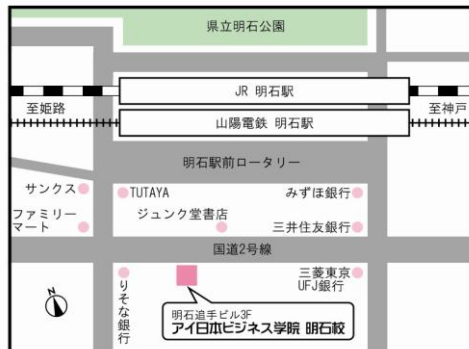 県立明石公園
JR 明石駅
至姫路
至神戸
山陽電鉄 明石駅
明石駅前ロータリー
サンクス
TUTAYA
みずほ銀行
ファミリー
マート
ジュンク堂書店
三井住友銀行
国道2号線
りそな銀行
三菱東京
UFJ銀行
明石追手ビル3F
アイ日本ビジネス学院 明石校
N